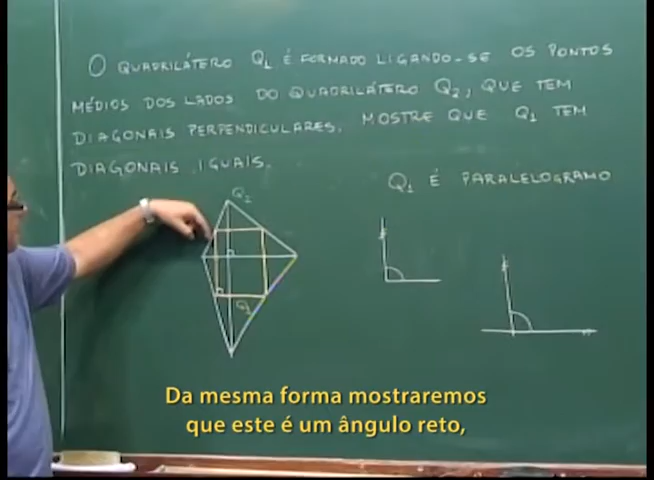 O QUADRILÁTERO Q₁ É FORMADO LIGANDO-SE OS PONTOS
MÉDIOS DOS LADOS DO QUADRILÁTERO Q₂, QUE TEM
DIAGONAIS PERPENDICULARES. MOSTRE QUE Q₁ TEM
DIAGONAIS IGUAIS.
Q₁ É PARALELOGRAMO
Q₂
Q₁
Da mesma forma mostraremos
que este é um ângulo reto,